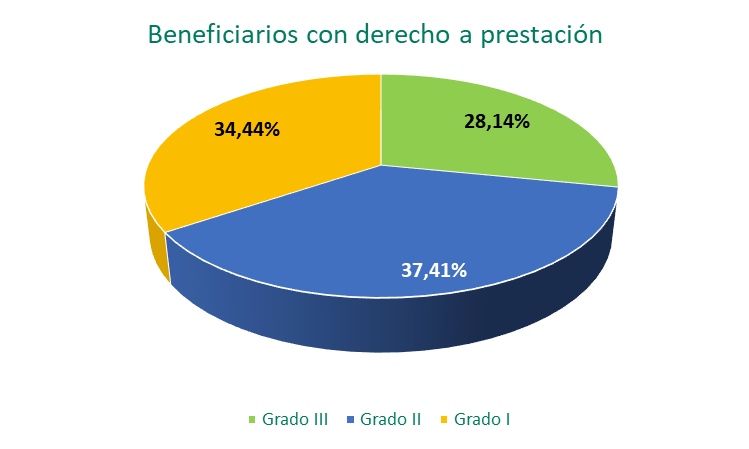 Beneficiarios con derecho a prestación
34,44%
28,14%
37,41%
Grado III Grado II Grado I